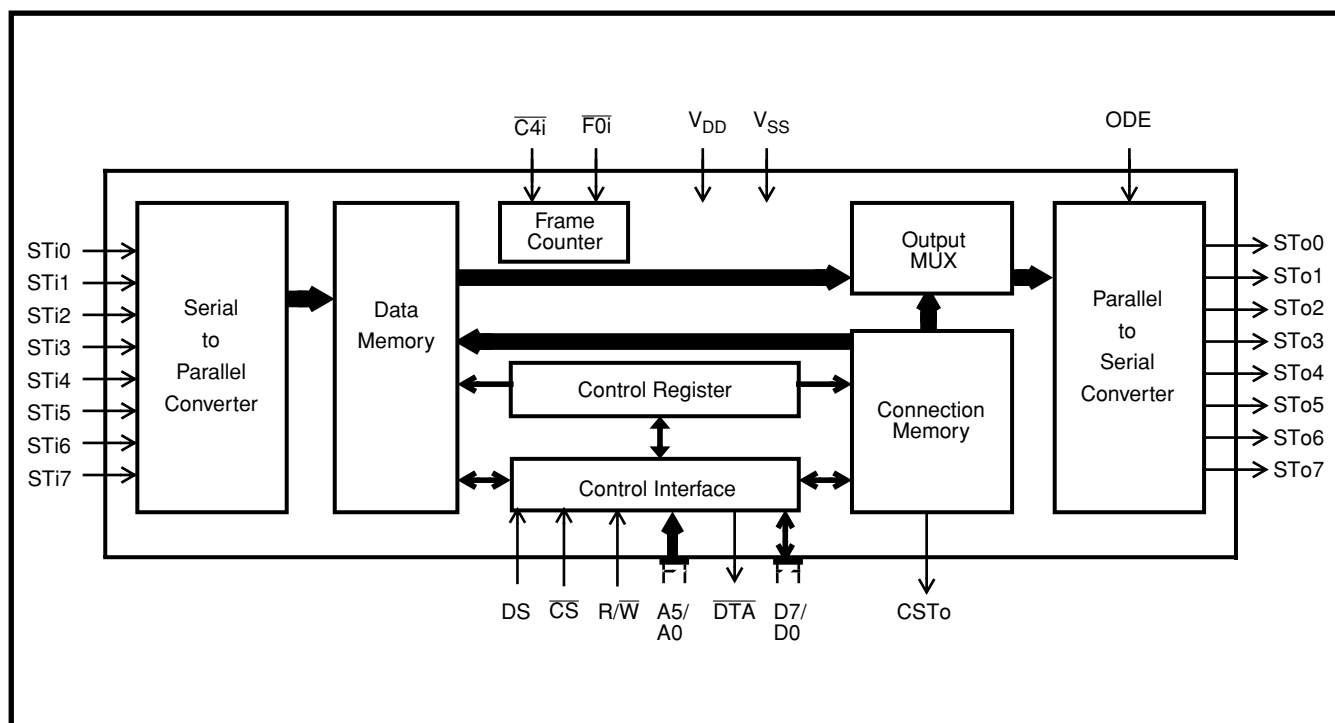 C4i
F0i
VDD
VSS
ODE
STi0
STi1
STi2
STi3
STi4
STi5
STi6
STi7
Serial
to
Parallel
Converter
Data
Memory
Frame
Counter
Output
MUX
Control Register
Control Interface
Connection
Memory
Parallel
to
Serial
Converter
STo0
STo1
STo2
STo3
STo4
STo5
STo6
STo7
DS
CS
R/W
A5/
A0
DTA
D7/
D0
CSTo